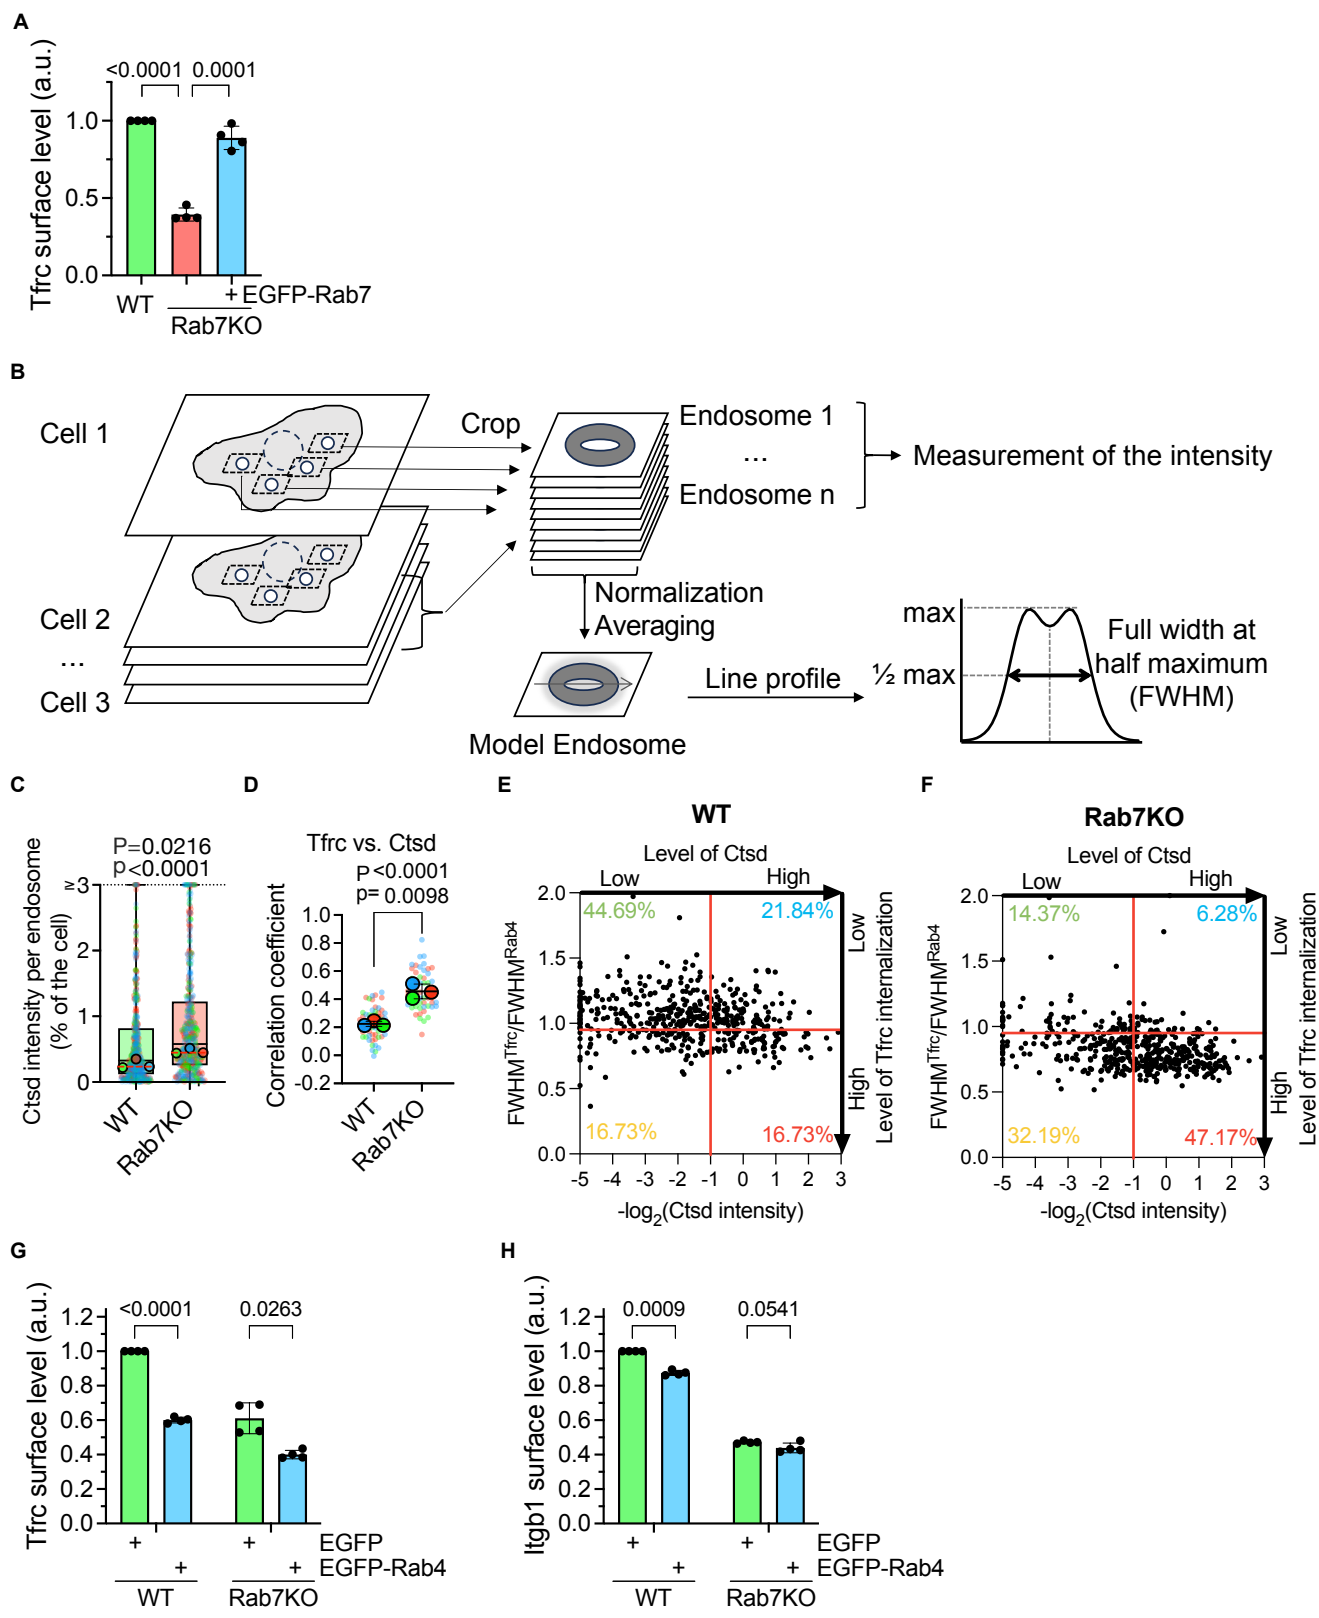 A
<0.0001 0.0001
Tfrc surface level (a.u.)
1.0
0.5
0.0
WT
+ EGFP-Rab7
Rab7KO
B
Cell 1
Cell 2
...
Cell 3
Crop
Endosome 1
...
Endosome n
Measurement of the intensity
Normalization
Averaging
Model Endosome
Line profile
max
½ max
Full width at
half maximum
(FWHM)
C
P=0.0216
p<0.0001
Ctsd intensity per endosome
(% of the cell)
≥3
2
1
0
WT
Rab7KO
D
Tfrc vs. Ctsd
P <0.0001
p= 0.0098
Correlation coefficient
1.0
0.8
0.6
0.4
0.2
0.0
-0.2
WT
Rab7KO
E
WT
Level of Ctsd
Low High
44.69% 21.84%
16.73% 16.73%
FWHM^Tfrc/FWHM^Rab4
2.0
1.5
1.0
0.5
0.0
-5 -4 -3 -2 -1 0 1 2 3
-log₂(Ctsd intensity)
Low
High
Level of Tfrc internalization
F
Rab7KO
Level of Ctsd
Low High
14.37% 6.28%
32.19% 47.17%
FWHM^Tfrc/FWHM^Rab4
2.0
1.5
1.0
0.5
0.0
-5 -4 -3 -2 -1 0 1 2 3
-log₂(Ctsd intensity)
Low
High
Level of Tfrc internalization
G
<0.0001 0.0263
Tfrc surface level (a.u.)
1.2
1.0
0.8
0.6
0.4
0.2
0.0
+ + EGFP
+ + EGFP-Rab4
WT Rab7KO
H
0.0009 0.0541
Itgb1 surface level (a.u.)
1.2
1.0
0.8
0.6
0.4
0.2
0.0
+ + EGFP
+ + EGFP-Rab4
WT Rab7KO